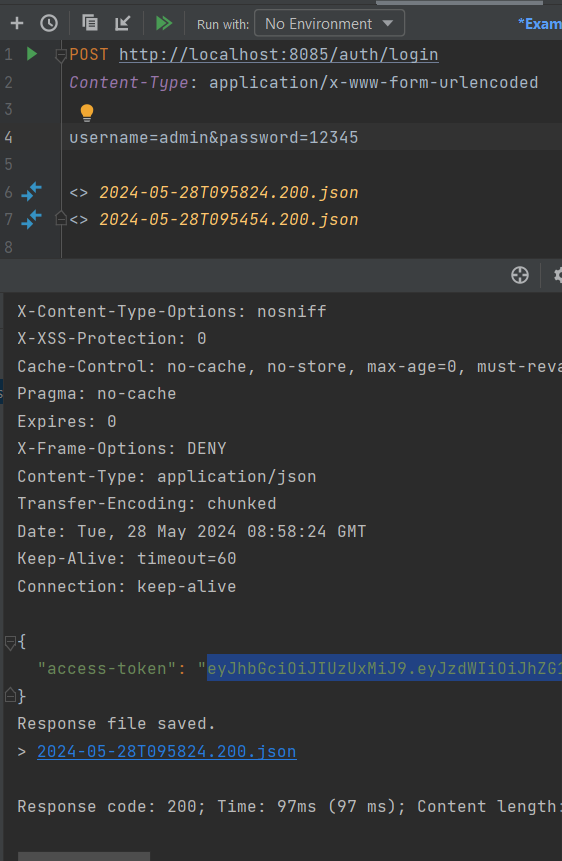 Run with: No Environment *Exam
1 POST http://localhost:8085/auth/login
2 Content-Type: application/x-www-form-urlencoded
3
4 username=admin&password=12345
5
6 <> 2024-05-28T095824.200.json
7 <> 2024-05-28T095454.200.json
8
X-Content-Type-Options: nosniff
X-XSS-Protection: 0
Cache-Control: no-cache, no-store, max-age=0, must-reva
Pragma: no-cache
Expires: 0
X-Frame-Options: DENY
Content-Type: application/json
Transfer-Encoding: chunked
Date: Tue, 28 May 2024 08:58:24 GMT
Keep-Alive: timeout=60
Connection: keep-alive
{
"access-token": "eyJhbGciOiJIUzUxMiJ9.eyJzdWIiOiJhZG1
}
Response file saved.
> 2024-05-28T095824.200.json
Response code: 200; Time: 97ms (97 ms); Content length: